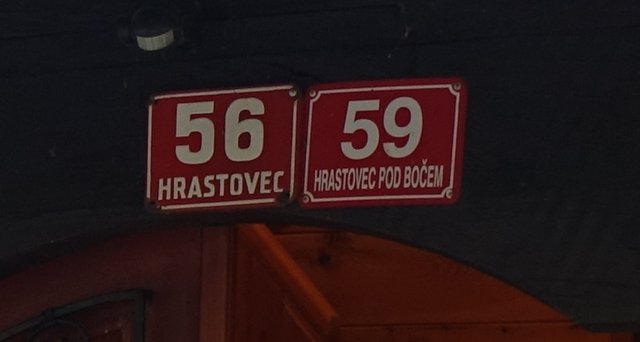 56
HRASTOVEC
59
HRASTOVEC POD BOČEM